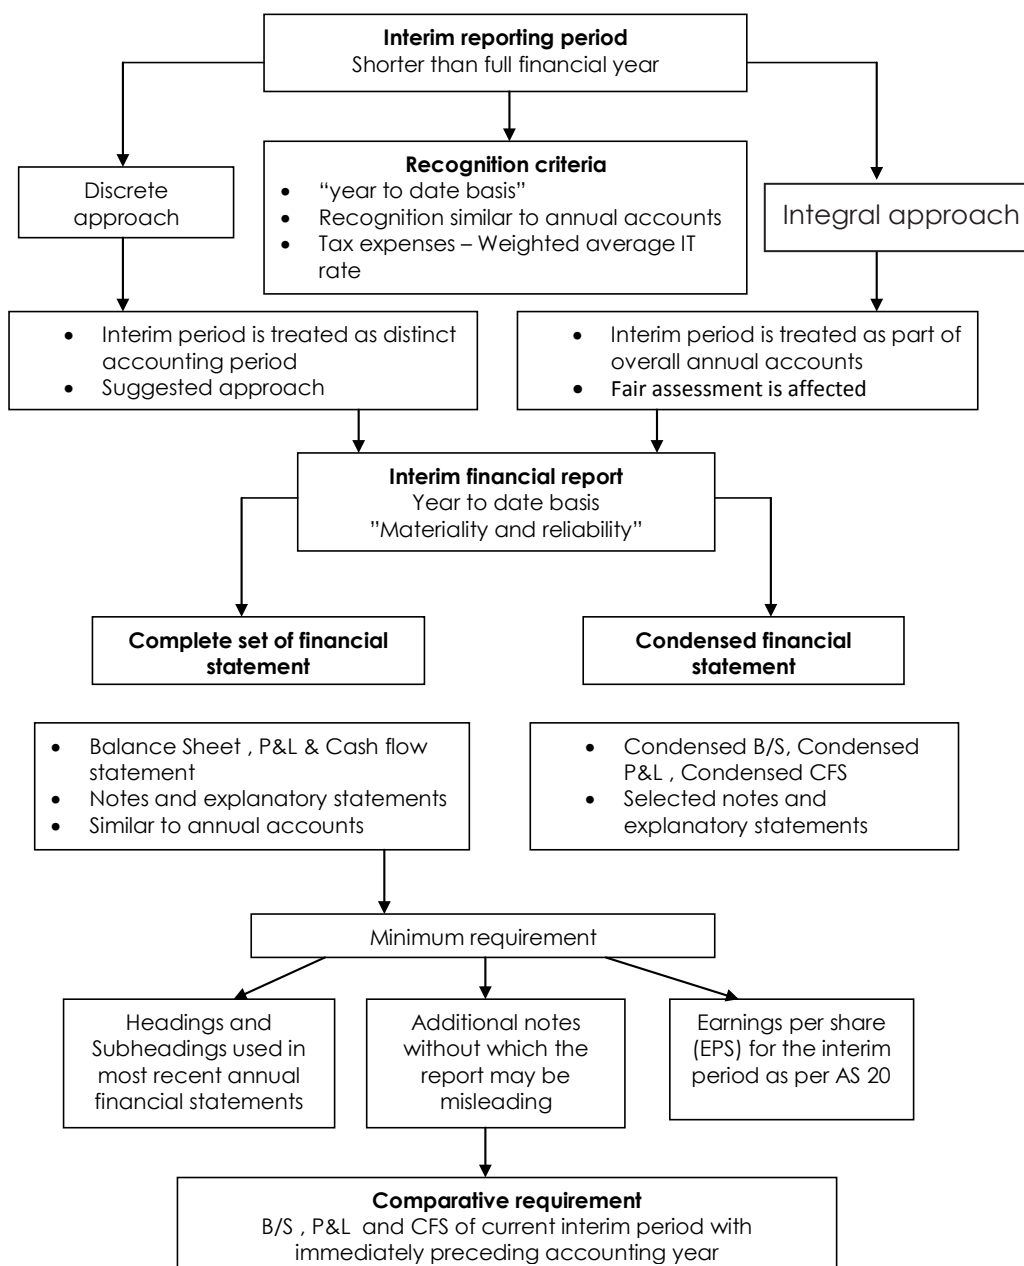 Interim reporting period
Shorter than full financial year
Recognition criteria
• “year to date basis”
• Recognition similar to annual accounts
• Tax expenses – Weighted average IT
rate
Discrete
approach
Integral approach
• Interim period is treated as distinct
accounting period
• Suggested approach
• Interim period is treated as part of
overall annual accounts
• Fair assessment is affected
Interim financial report
Year to date basis
”Materiality and reliability”
Complete set of financial
statement
Condensed financial
statement
• Balance Sheet , P&L & Cash flow
statement
• Notes and explanatory statements
• Similar to annual accounts
• Condensed B/S, Condensed
P&L , Condensed CFS
• Selected notes and
explanatory statements
Minimum requirement
Headings and
Subheadings used in
most recent annual
financial statements
Additional notes
without which the
report may be
misleading
Earnings per share
(EPS) for the interim
period as per AS 20
Comparative requirement
B/S , P&L and CFS of current interim period with
immediately preceding accounting year